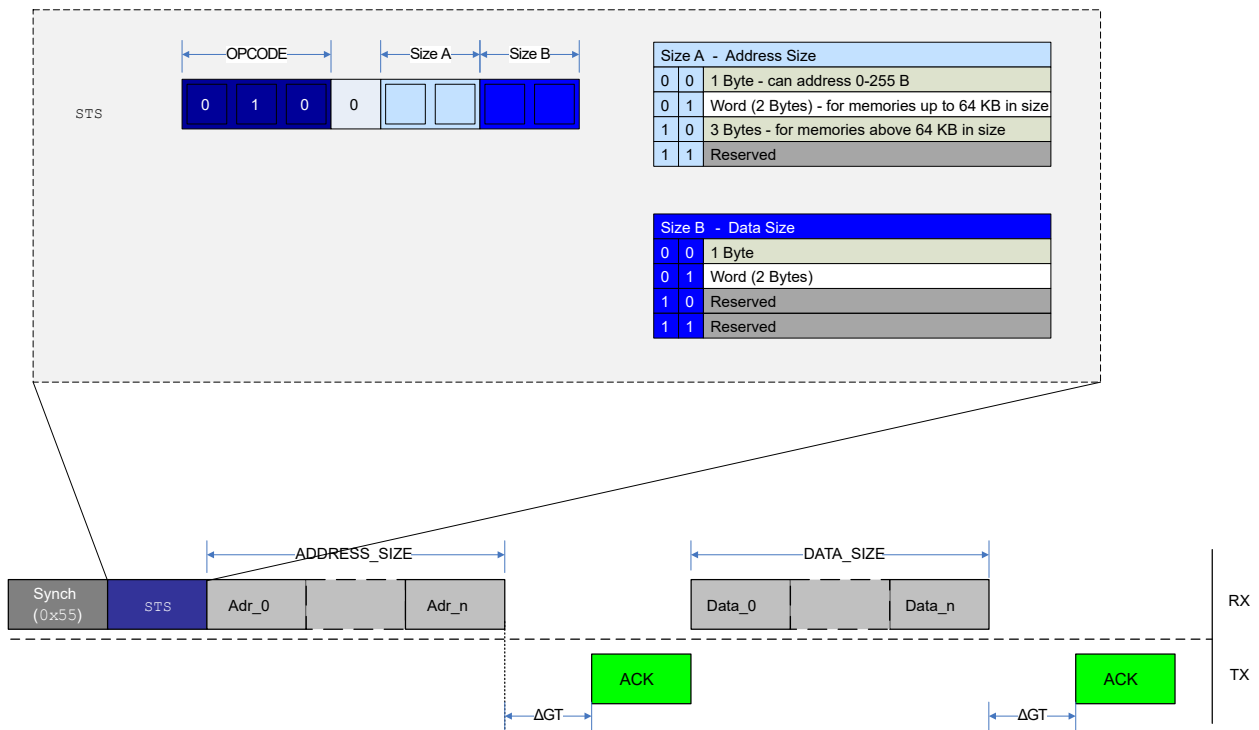 OPCODE Size A Size B
STS 0 1 0 0
Size A - Address Size
0 0 1 Byte - can address 0-255 B
0 1 Word (2 Bytes) - for memories up to 64 KB in size
1 0 3 Bytes - for memories above 64 KB in size
1 1 Reserved
Size B - Data Size
0 0 1 Byte
0 1 Word (2 Bytes)
1 0 Reserved
1 1 Reserved
ADDRESS_SIZE DATA_SIZE
Synch
(0x55)
STS Adr_0 Adr_n Data_0 Data_n RX
ACK ACK TX
ΔGT ΔGT